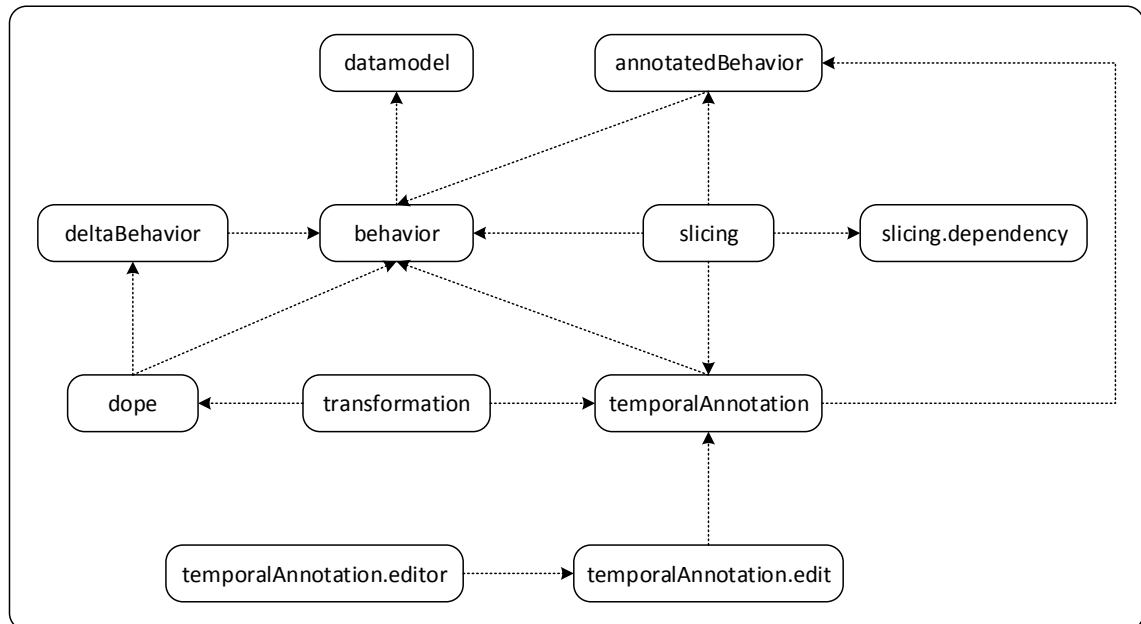 datamodel
annotatedBehavior
deltaBehavior
behavior
slicing
slicing.dependency
dope
transformation
temporalAnnotation
temporalAnnotation.editor
temporalAnnotation.edit